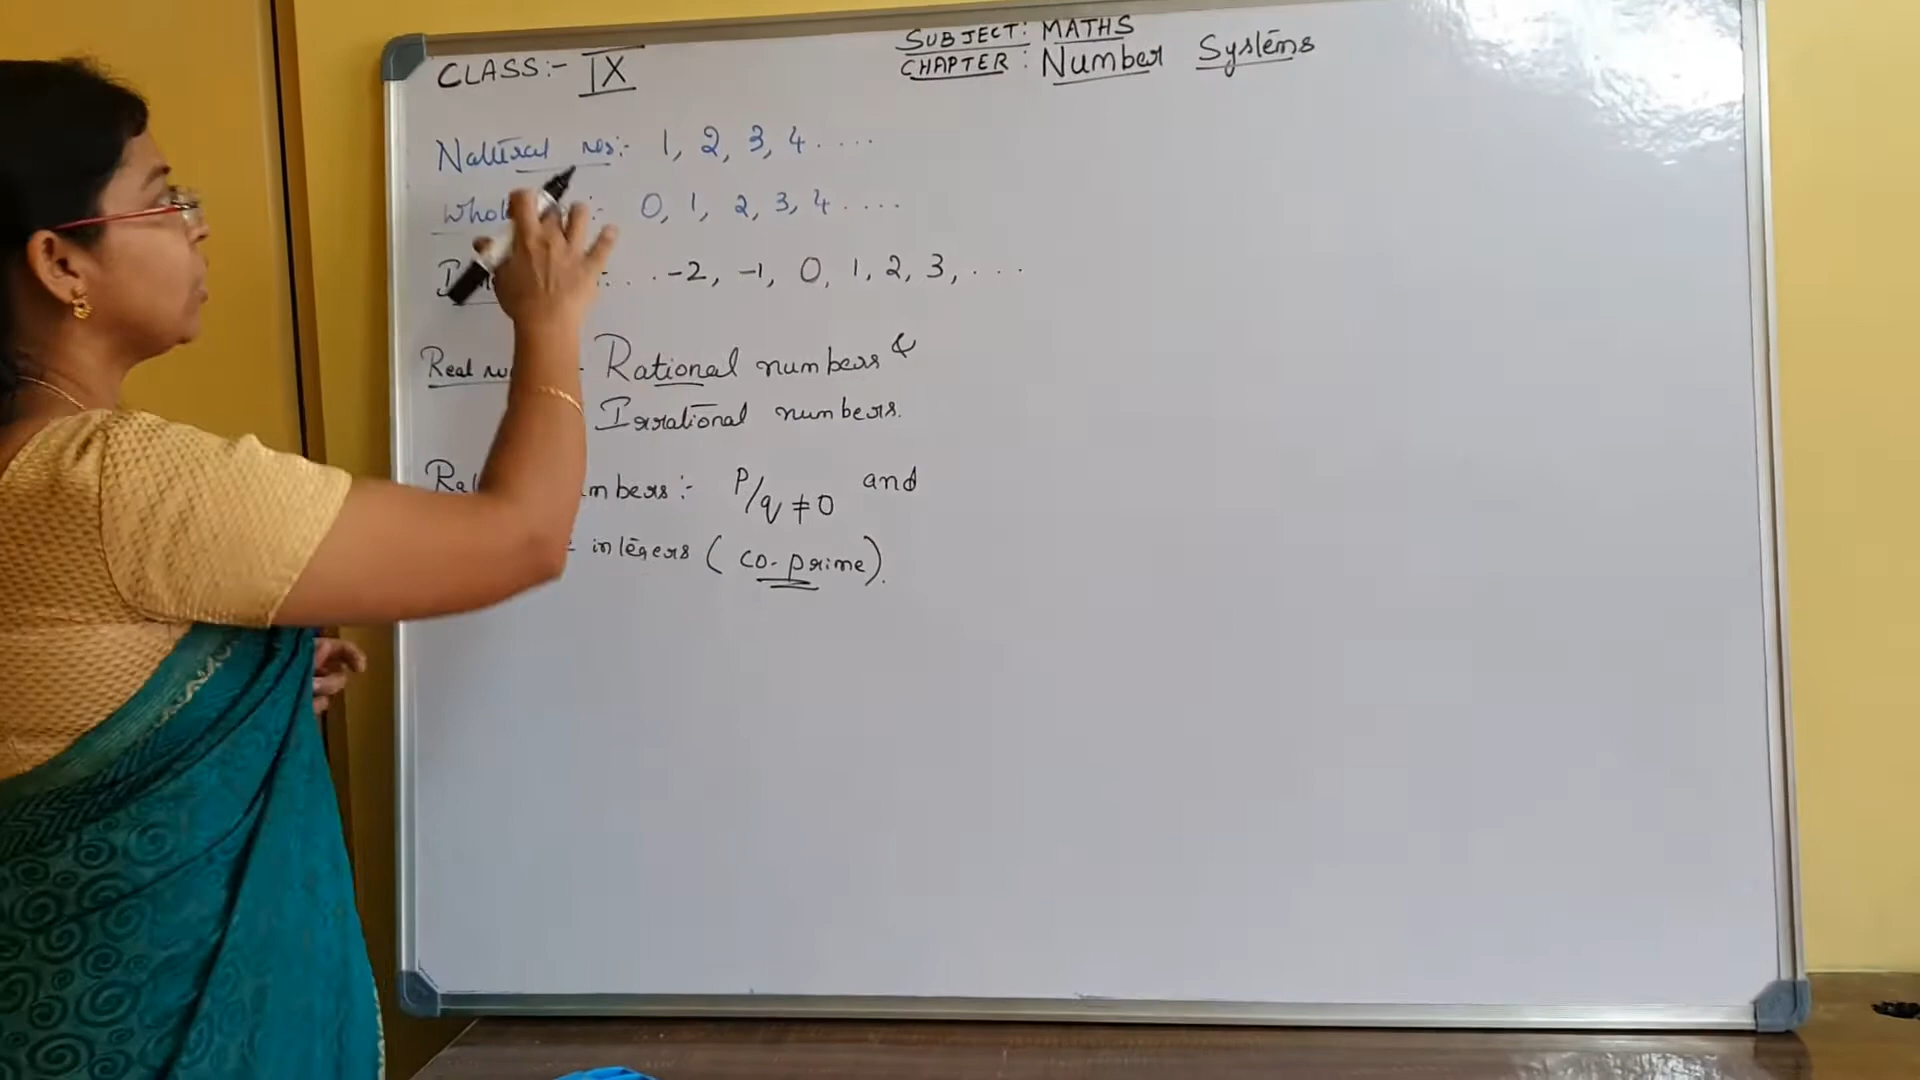 CLASS:- IX
SUBJECT: MATHS
CHAPTER: Number Systems
Natural nos:- 1, 2, 3, 4 . . . .
:- 0, 1, 2, 3, 4 . . . .
:. . . -2, -1, 0, 1, 2, 3, . . .
Real - Rational numbers &
Irrational numbers.
:- P/q ≠ 0 and
integers (co-prime).